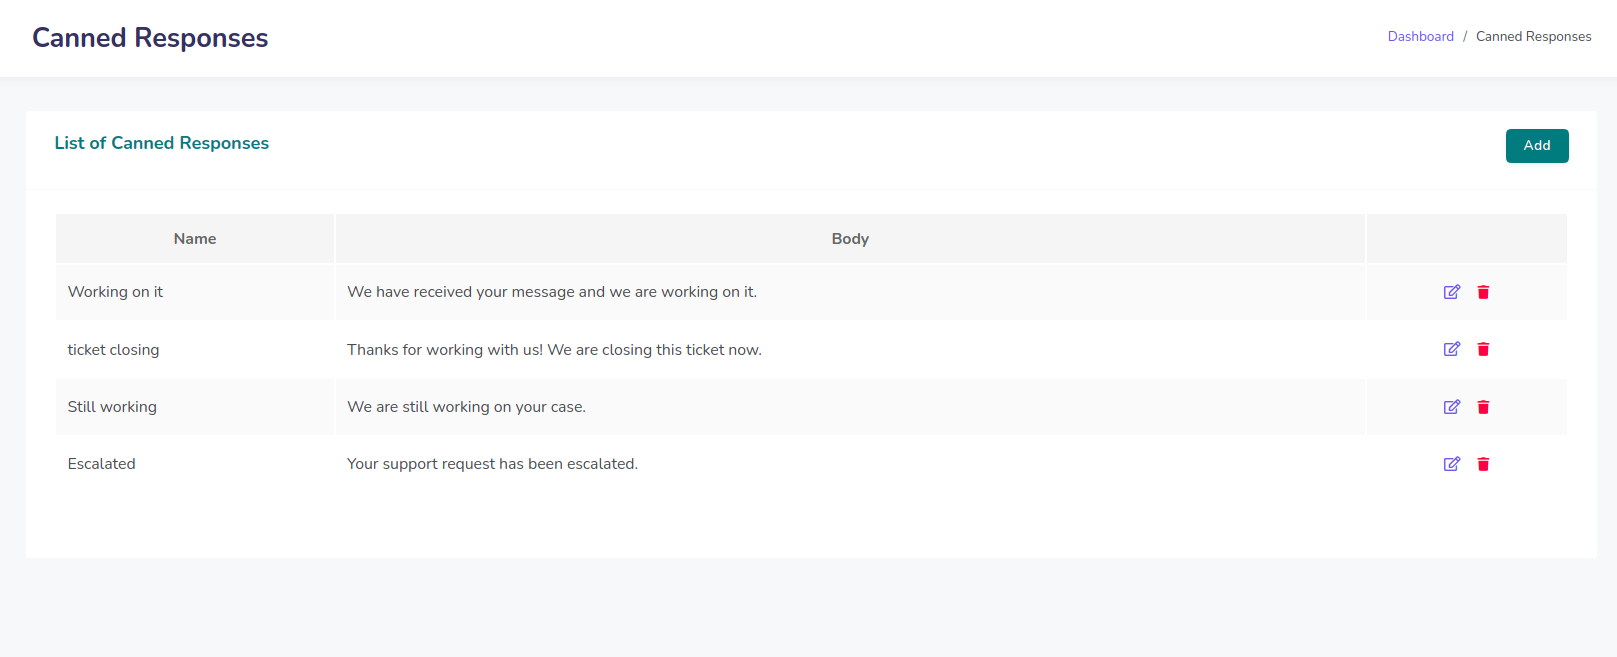 Canned Responses
Dashboard / Canned Responses
List of Canned Responses
Add
Name Body
Working on it We have received your message and we are working on it.
ticket closing Thanks for working with us! We are closing this ticket now.
Still working We are still working on your case.
Escalated Your support request has been escalated.